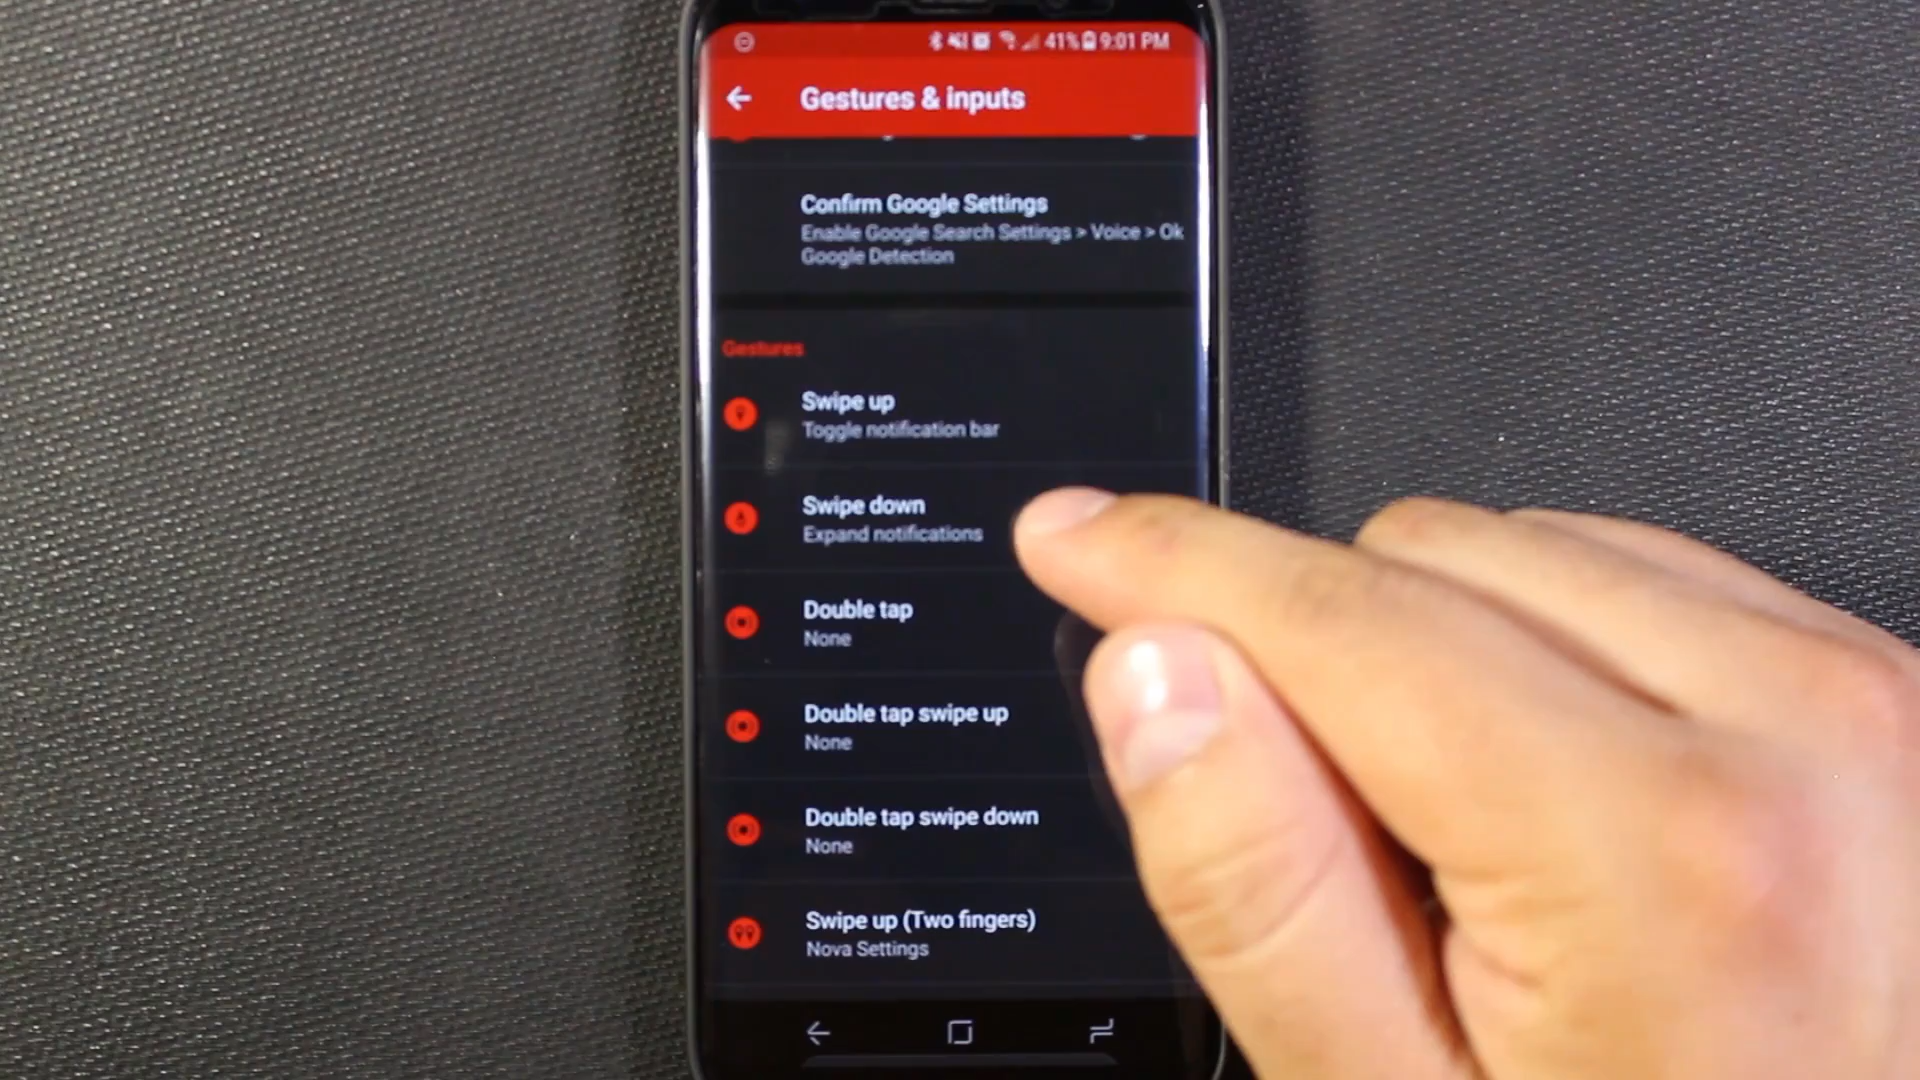 41% 9:01 PM
Gestures & inputs
Confirm Google Settings
Enable Google Search Settings > Voice > Ok
Google Detection
Gestures
Swipe up
Toggle notification bar
Swipe down
Expand notifications
Double tap
None
Double tap swipe up
None
Double tap swipe down
None
Swipe up (Two fingers)
Nova Settings